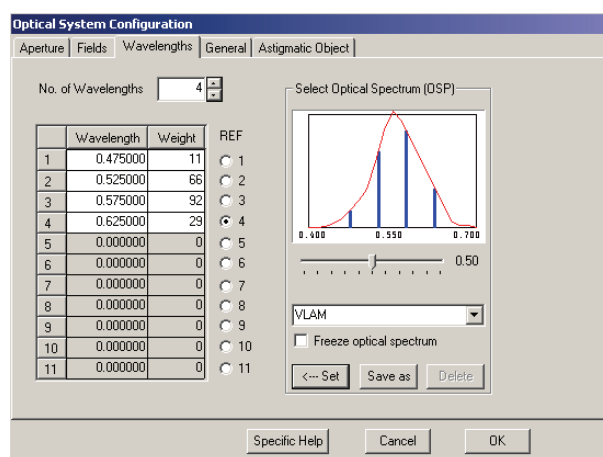 Optical System Configuration
Aperture Fields Wavelengths General Astigmatic Object
No. of Wavelengths 4
Select Optical Spectrum (OSP)
Wavelength Weight REF
1 0.475000 11 1
2 0.525000 66 2
3 0.575000 92 3
4 0.625000 29 4
5 0.000000 0 5
6 0.000000 0 6
7 0.000000 0 7
8 0.000000 0 8
9 0.000000 0 9
10 0.000000 0 10
11 0.000000 0 11
0.400 0.550 0.700
0.50
VLAM
Freeze optical spectrum
<--- Set Save as Delete
Specific Help Cancel OK